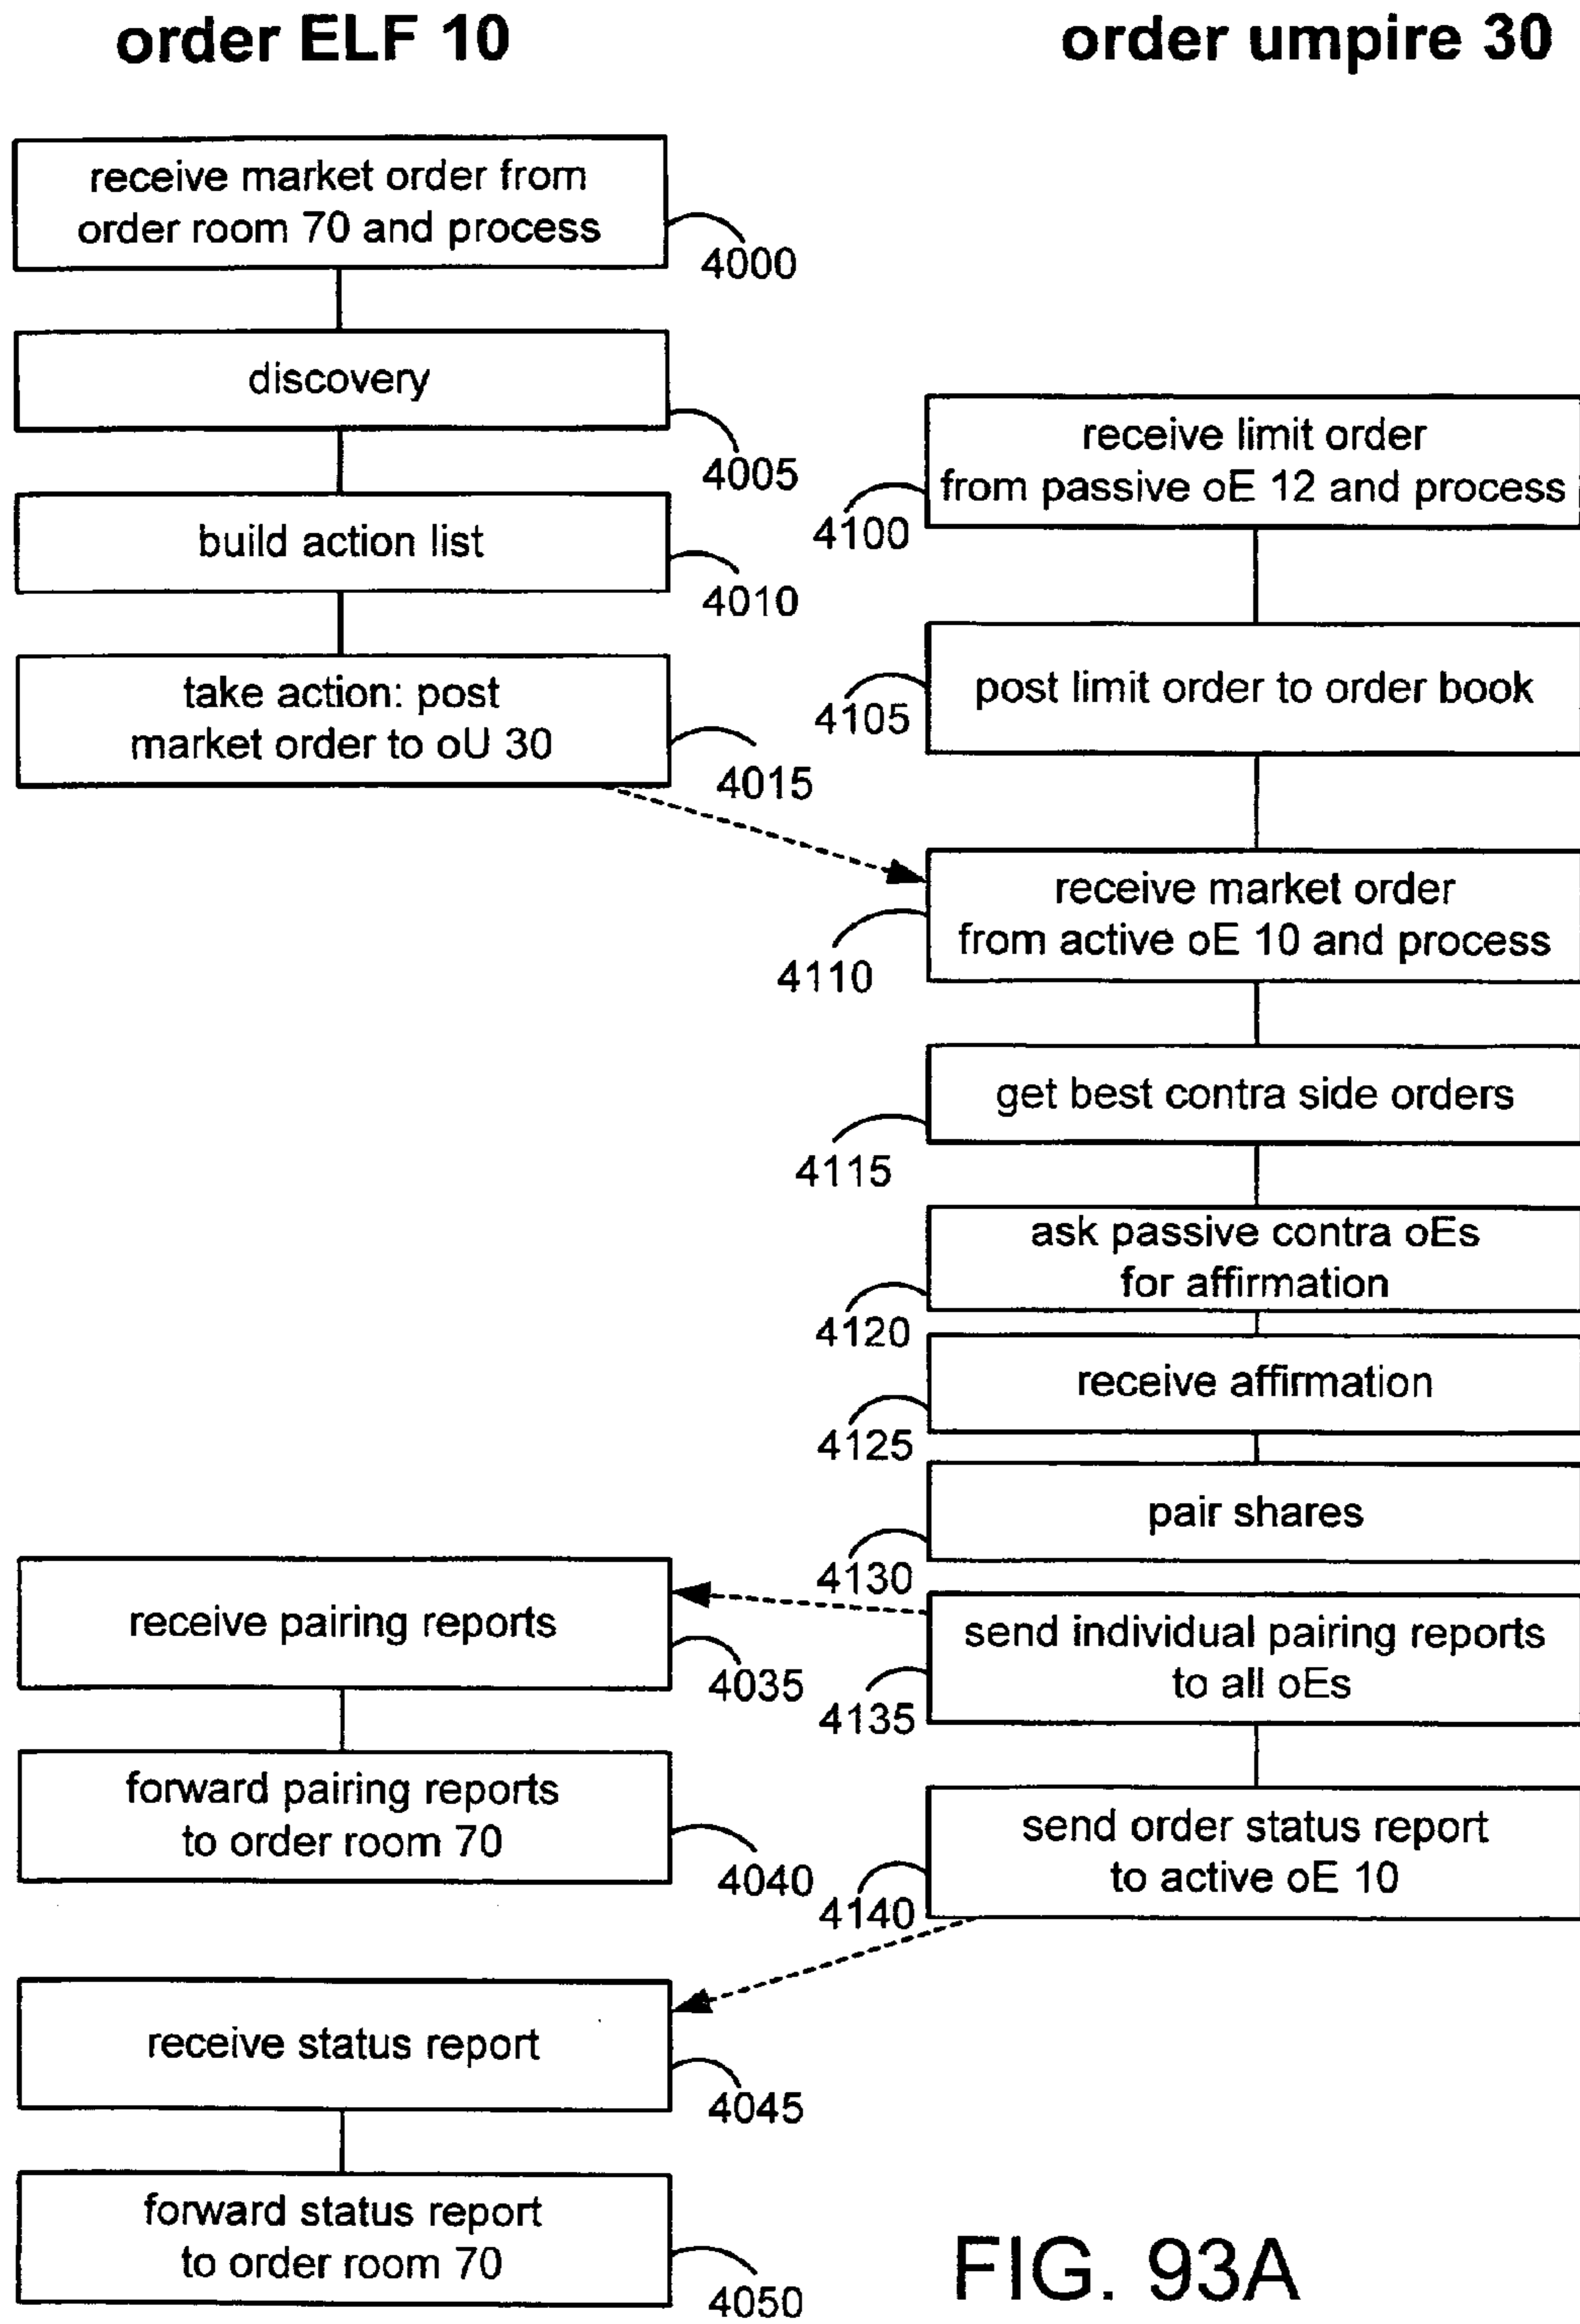 order ELF 10
order umpire 30
receive market order from
order room 70 and process
4000
discovery
4005
build action list
4010
take action: post
market order to oU 30
4015
receive limit order
from passive oE 12 and process
4100
post limit order to order book
4105
receive market order
from active oE 10 and process
4110
get best contra side orders
4115
ask passive contra oEs
for affirmation
4120
receive affirmation
4125
pair shares
4130
send individual pairing reports
to all oEs
4135
send order status report
to active oE 10
4140
receive pairing reports
4035
forward pairing reports
to order room 70
4040
receive status report
4045
forward status report
to order room 70
4050
FIG. 93A